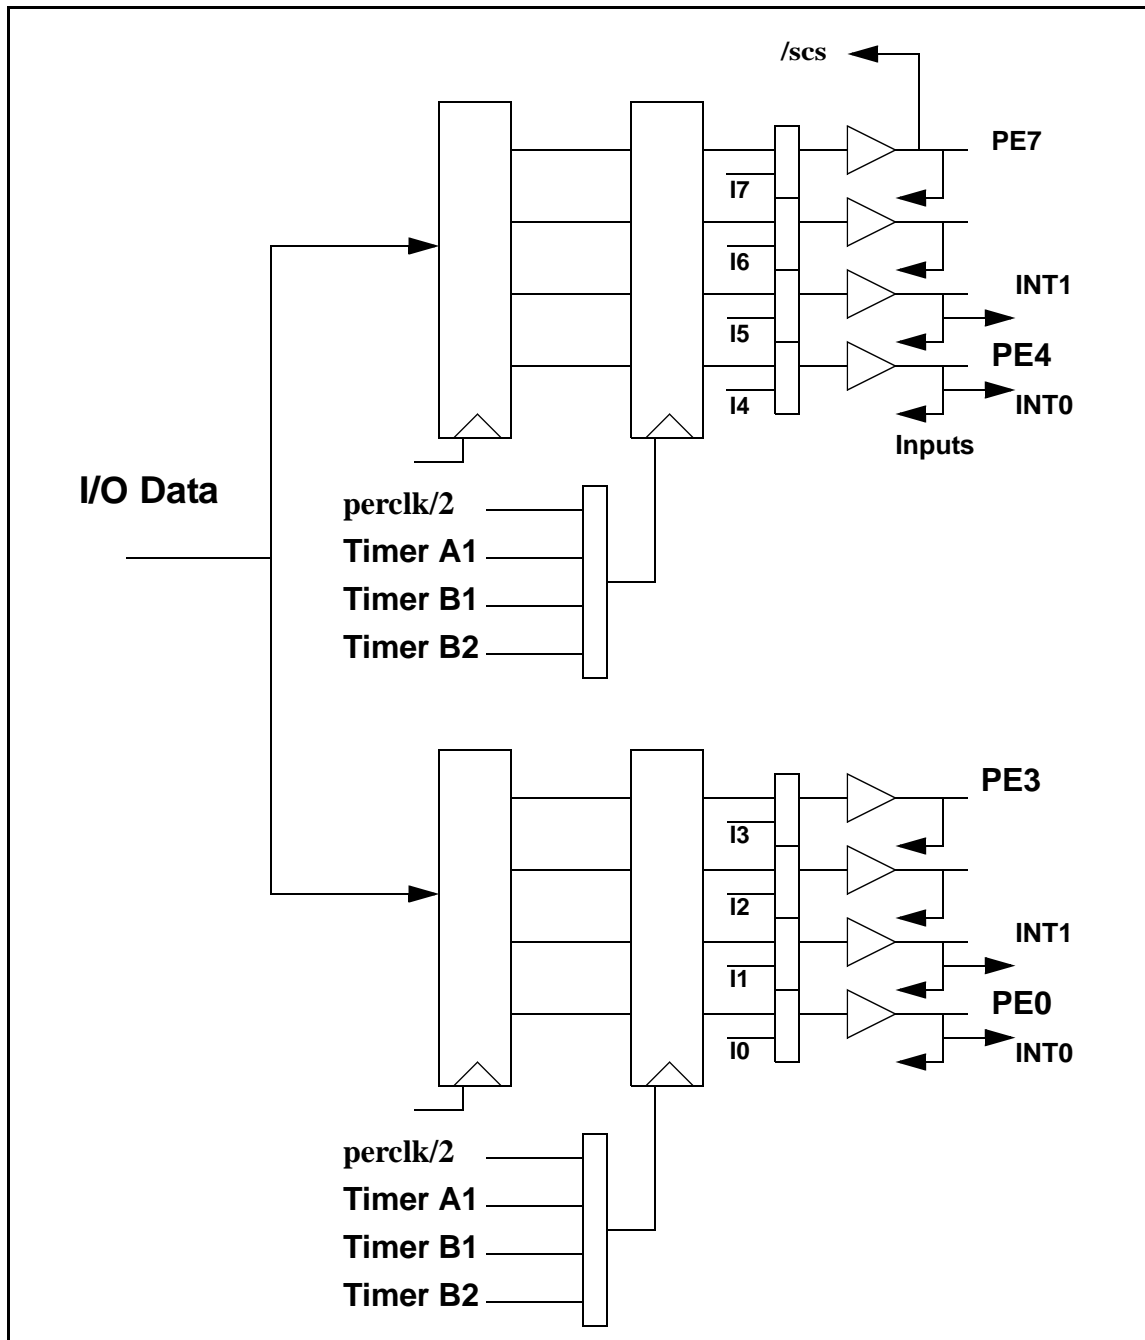 /scs
PE7
I7
I6
INT1
I5
PE4
I4
INT0
Inputs
I/O Data
perclk/2
Timer A1
Timer B1
Timer B2
PE3
I3
I2
INT1
I1
PE0
I0
INT0
perclk/2
Timer A1
Timer B1
Timer B2